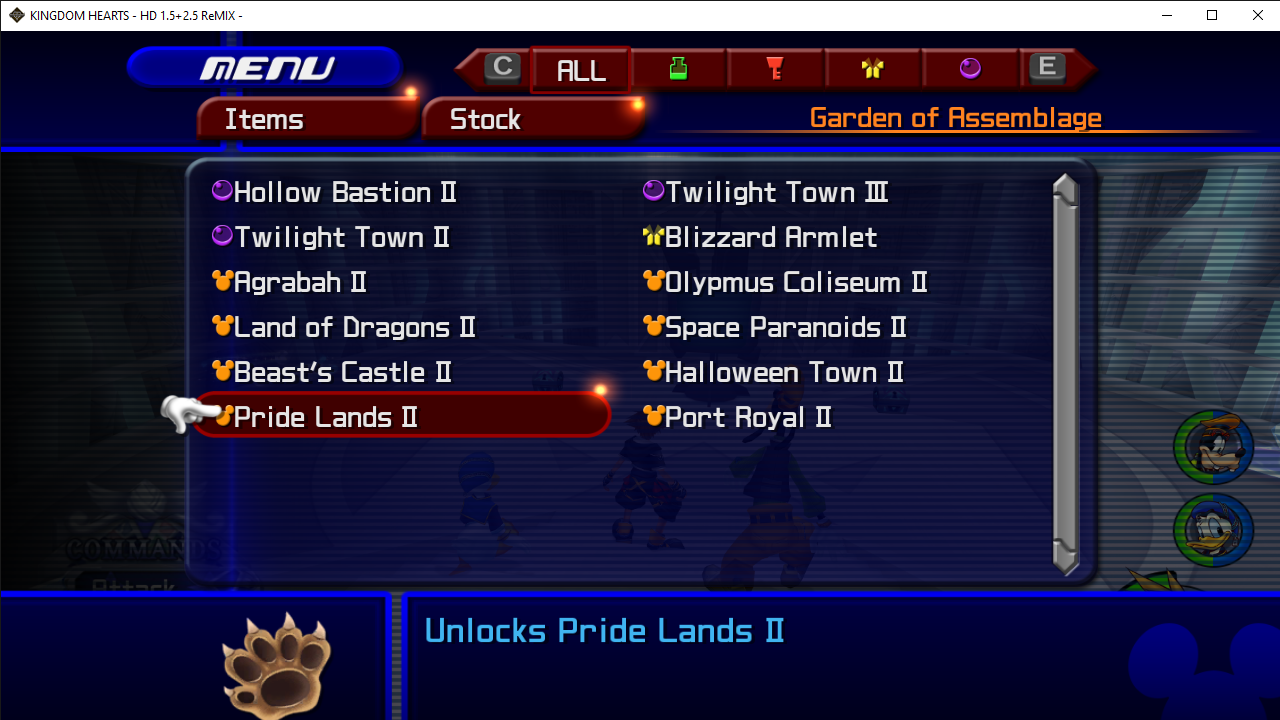 KINGDOM HEARTS - HD 1.5+2.5 ReMIX -
MENU
C ALL E
Items Stock Garden of Assemblage
Hollow Bastion II Twilight Town III
Twilight Town II Blizzard Armlet
Agrabah II Olypmus Coliseum II
Land of Dragons II Space Paranoids II
Beast's Castle II Halloween Town II
Pride Lands II Port Royal II
COMMANDS
Attack
Unlocks Pride Lands II